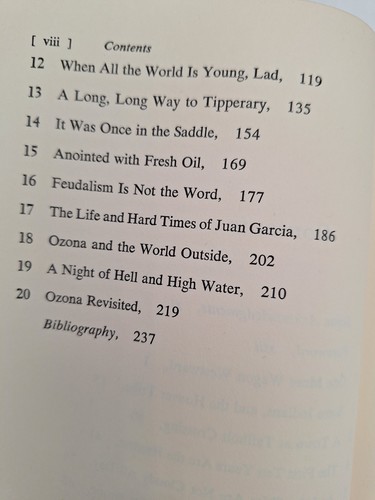 [ viii ] Contents
12 When All the World Is Young, Lad, 119
13 A Long, Long Way to Tipperary, 135
14 It Was Once in the Saddle, 154
15 Anointed with Fresh Oil, 169
16 Feudalism Is Not the Word, 177
17 The Life and Hard Times of Juan Garcia, 186
18 Ozona and the World Outside, 202
19 A Night of Hell and High Water, 210
20 Ozona Revisited, 219
Bibliography, 237